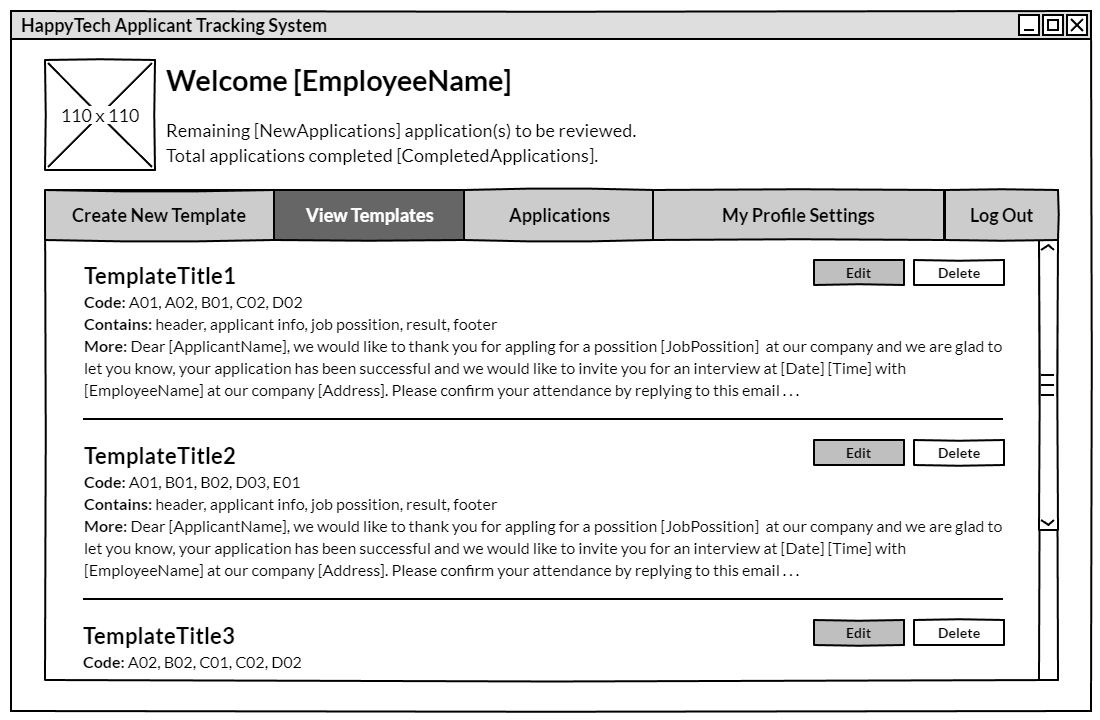 HappyTech Applicant Tracking System
110 x 110
Welcome [EmployeeName]
Remaining [NewApplications] application(s) to be reviewed.
Total applications completed [CompletedApplications].
Create New Template View Templates Applications My Profile Settings Log Out
TemplateTitle1 Edit Delete
Code: A01, A02, B01, C02, D02
Contains: header, applicant info, job possition, result, footer
More: Dear [ApplicantName], we would like to thank you for appling for a possition [JobPossition] at our company and we are glad to
let you know, your application has been successful and we would like to invite you for an interview at [Date] [Time] with
[EmployeeName] at our company [Address]. Please confirm your attendance by replying to this email . . .
TemplateTitle2 Edit Delete
Code: A01, B01, B02, D03, E01
Contains: header, applicant info, job possition, result, footer
More: Dear [ApplicantName], we would like to thank you for appling for a possition [JobPossition] at our company and we are glad to
let you know, your application has been successful and we would like to invite you for an interview at [Date] [Time] with
[EmployeeName] at our company [Address]. Please confirm your attendance by replying to this email . . .
TemplateTitle3 Edit Delete
Code: A02, B02, C01, C02, D02